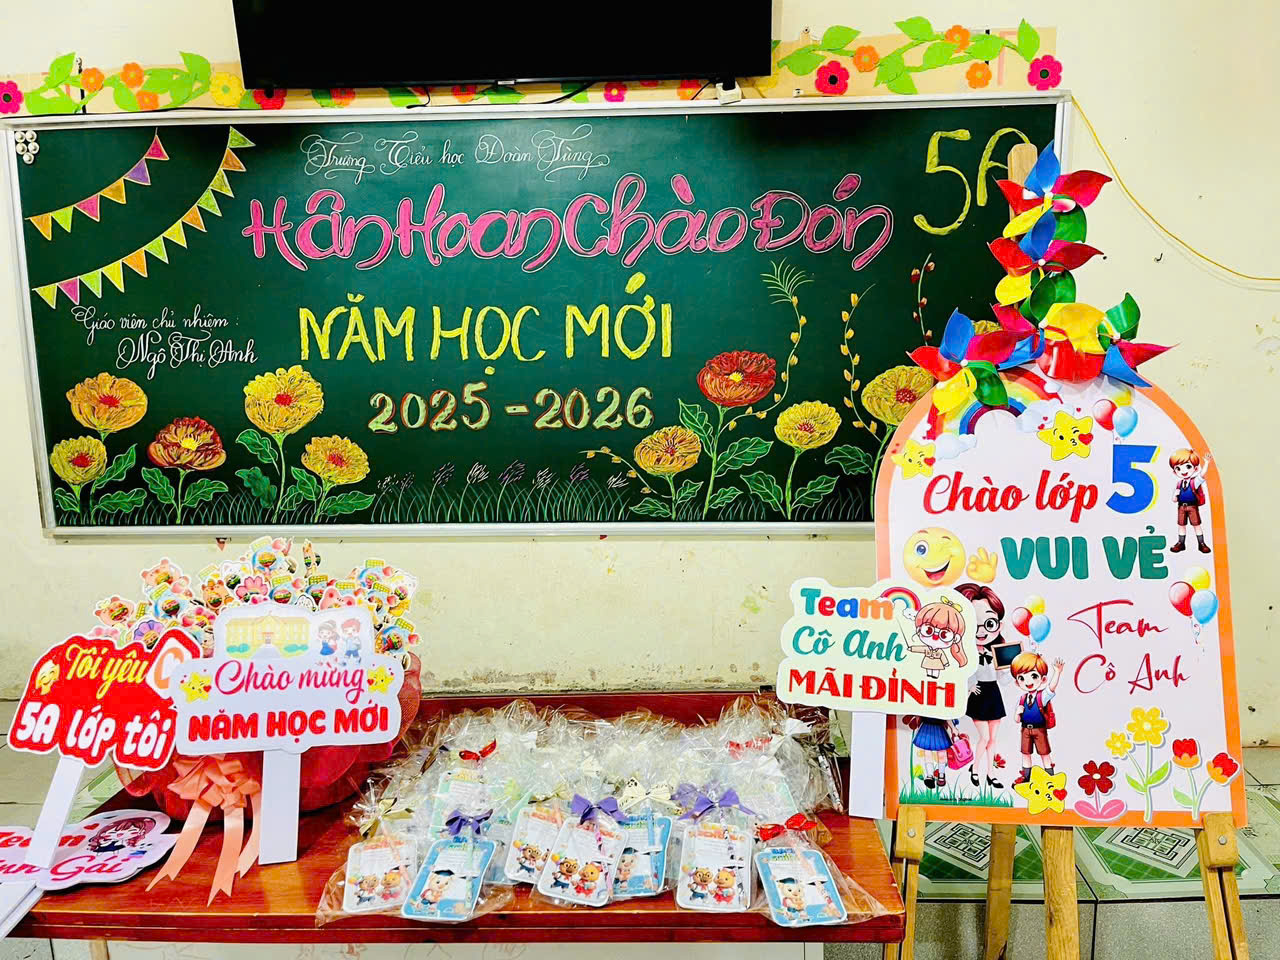 Trường Tiểu học Đoàn Tùng
5A
Hân Hoan Chào Đón
NĂM HỌC MỚI
2025-2026
Giáo viên chủ nhiệm:
Ngô Thị Anh
Chào lớp 5
VUI VẺ
Team
Cô Anh
Team
Cô Anh
MÃI ĐỈNH
Tôi yêu
5A lớp tôi
Chào mừng
NĂM HỌC MỚI
Team
Gái